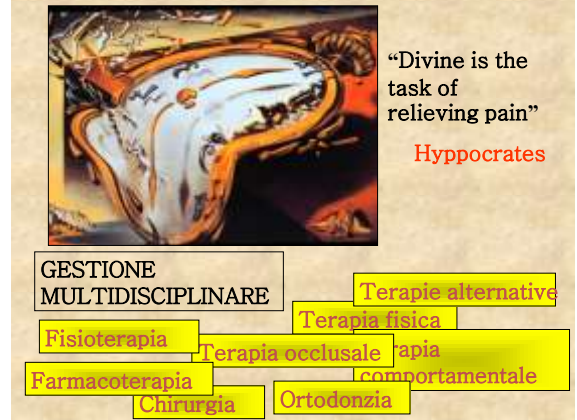 “Divine is the
task of
relieving pain”
Hyppocrates
GESTIONE
MULTIDISCIPLINARE
Terapie alternative
Terapia fisica
Fisioterapia
Terapia occlusale
rapia
comportamentale
Farmacoterapia
Ortodonzia
Chirurgia